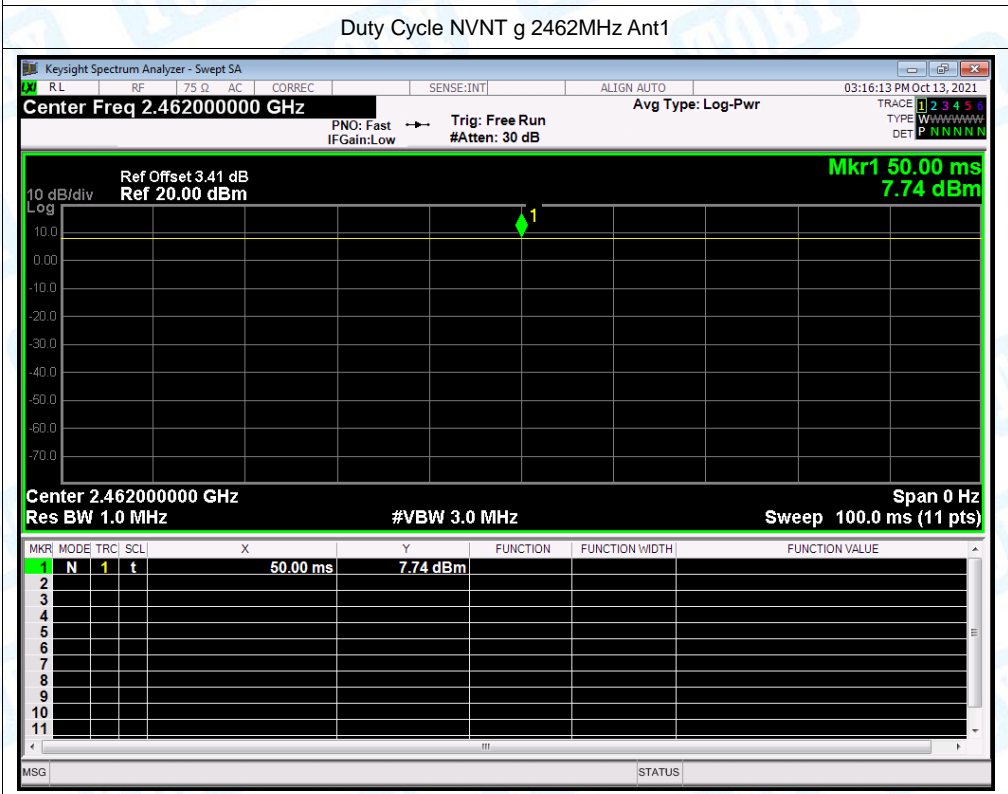 Duty Cycle NVNT g 2462MHz Ant1
Keysight Spectrum Analyzer - Swept SA
LXI RL RF 75 Ω AC CORREC SENSE:INT ALIGN AUTO 03:16:13 PM Oct 13, 2021
Center Freq 2.462000000 GHz Avg Type: Log-Pwr TRACE 1 2 3 4 5 6
PNO: Fast Trig: Free Run TYPE WWWWWW
IFGain:Low #Atten: 30 dB DET P N N N N N
Mkr1 50.00 ms
Ref Offset 3.41 dB
10 dB/div Ref 20.00 dBm 7.74 dBm
Log
1
10.0
0.00
-10.0
-20.0
-30.0
-40.0
-50.0
-60.0
-70.0
Center 2.462000000 GHz Span 0 Hz
Res BW 1.0 MHz #VBW 3.0 MHz Sweep 100.0 ms (11 pts)
MKR MODE TRC SCL X Y FUNCTION FUNCTION WIDTH FUNCTION VALUE
1 N 1 t 50.00 ms 7.74 dBm
2
3
4
5
6
7
8
9
10
11
MSG STATUS